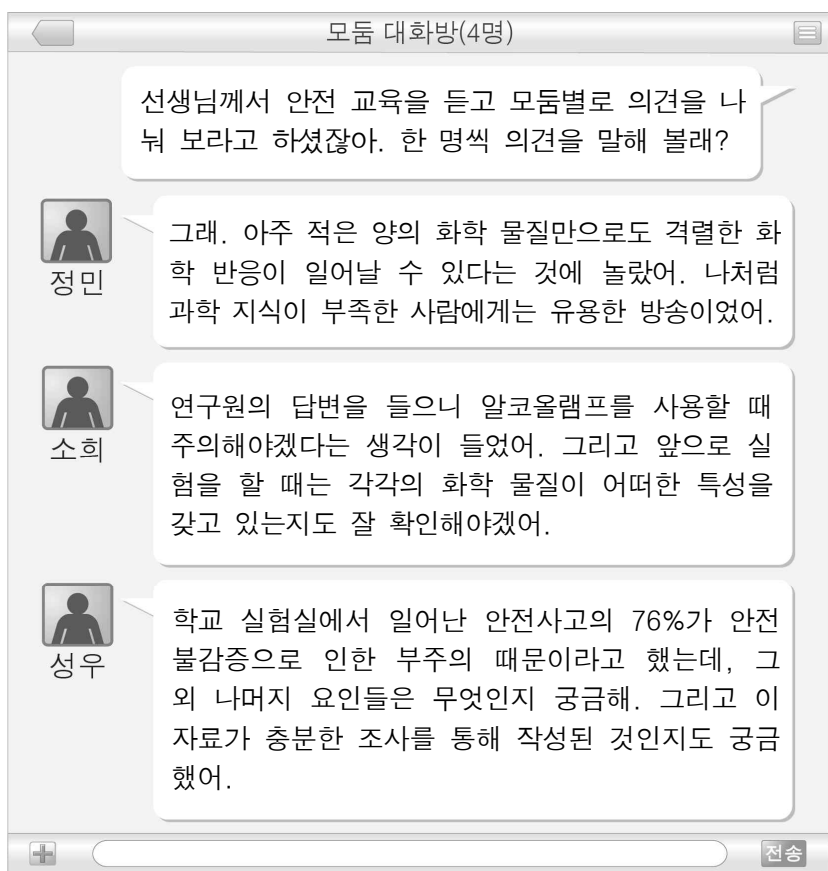 모둠 대화방(4명)
선생님께서 안전 교육을 듣고 모둠별로 의견을 나
눠 보라고 하셨잖아. 한 명씩 의견을 말해 볼래?
정민
그래. 아주 적은 양의 화학 물질만으로도 격렬한 화
학 반응이 일어날 수 있다는 것에 놀랐어. 나처럼
과학 지식이 부족한 사람에게는 유용한 방송이었어.
소희
연구원의 답변을 들으니 알코올램프를 사용할 때
주의해야겠다는 생각이 들었어. 그리고 앞으로 실
험을 할 때는 각각의 화학 물질이 어떠한 특성을
갖고 있는지도 잘 확인해야겠어.
성우
학교 실험실에서 일어난 안전사고의 76%가 안전
불감증으로 인한 부주의 때문이라고 했는데, 그
외 나머지 요인들은 무엇인지 궁금해. 그리고 이
자료가 충분한 조사를 통해 작성된 것인지도 궁금
했어.
전송